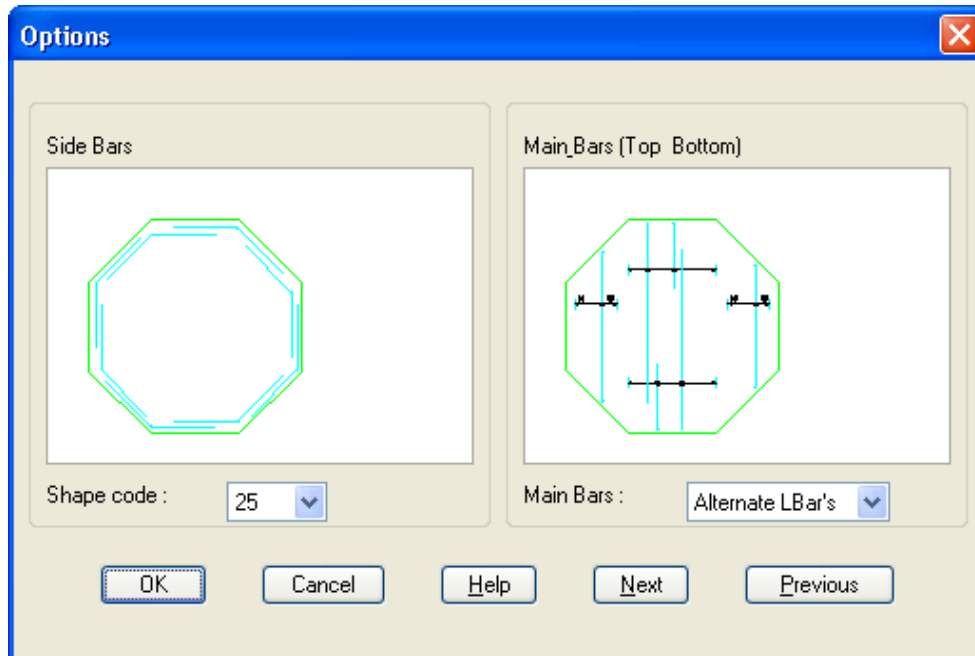 Options
Side Bars
Main_Bars (Top Bottom)
Shape code :
25
Main Bars :
Alternate LBar's
OK
Cancel
Help
Next
Previous